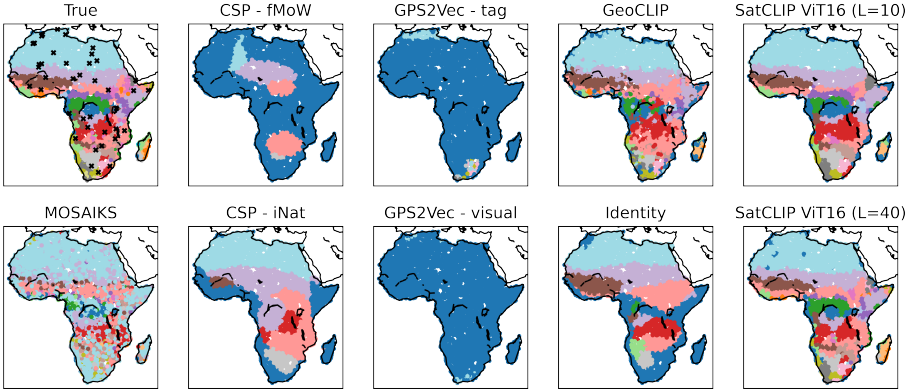 True
CSP - fMoW
GPS2Vec - tag
GeoCLIP
SatCLIP ViT16 (L=10)
MOSAIKS
CSP - iNat
GPS2Vec - visual
Identity
SatCLIP ViT16 (L=40)